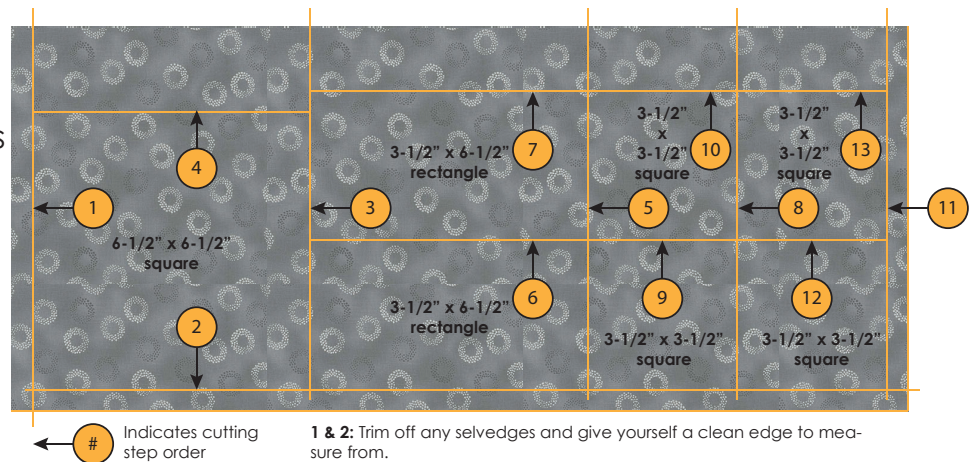 S
3-1/2” x 6-1/2”
rectangle
7
3-1/2”
x
3-1/2”
square
10
3-1/2”
x
3-1/2”
square
13
4
1
3
5
8
11
6-1/2” x 6-1/2”
square
2
3-1/2” x 6-1/2”
rectangle
6
9
3-1/2” x 3-1/2”
square
12
3-1/2” x 3-1/2”
square
# Indicates cutting
step order
1 & 2: Trim off any selvedges and give yourself a clean edge to mea-
sure from.